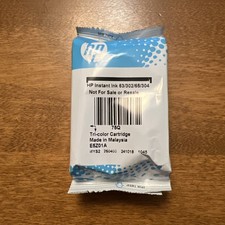 hp
HP Instant Ink 63/302/65/304
Not For Sale or Resale
78Q
Tri-color Cartridge
Made in Malaysia